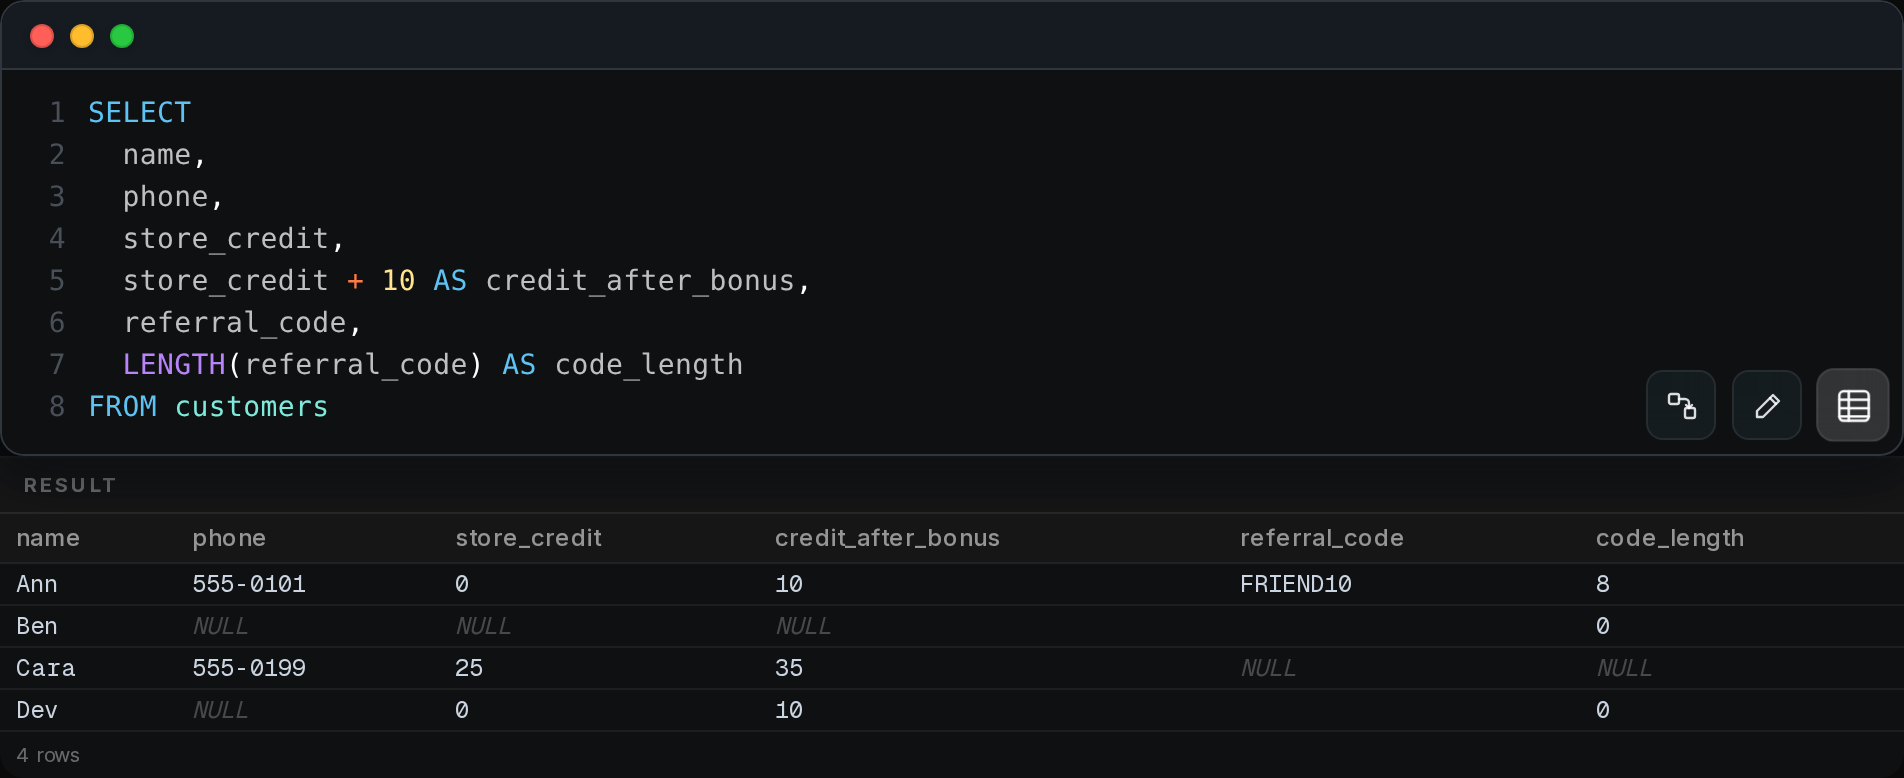 1 SELECT
2   name,
3   phone,
4   store_credit,
5   store_credit + 10 AS credit_after_bonus,
6   referral_code,
7   LENGTH(referral_code) AS code_length
8 FROM customers
RESULT
name phone store_credit credit_after_bonus referral_code code_length
Ann 555-0101 0 10 FRIEND10 8
Ben NULL NULL NULL 0
Cara 555-0199 25 35 NULL NULL
Dev NULL 0 10 0
4 rows